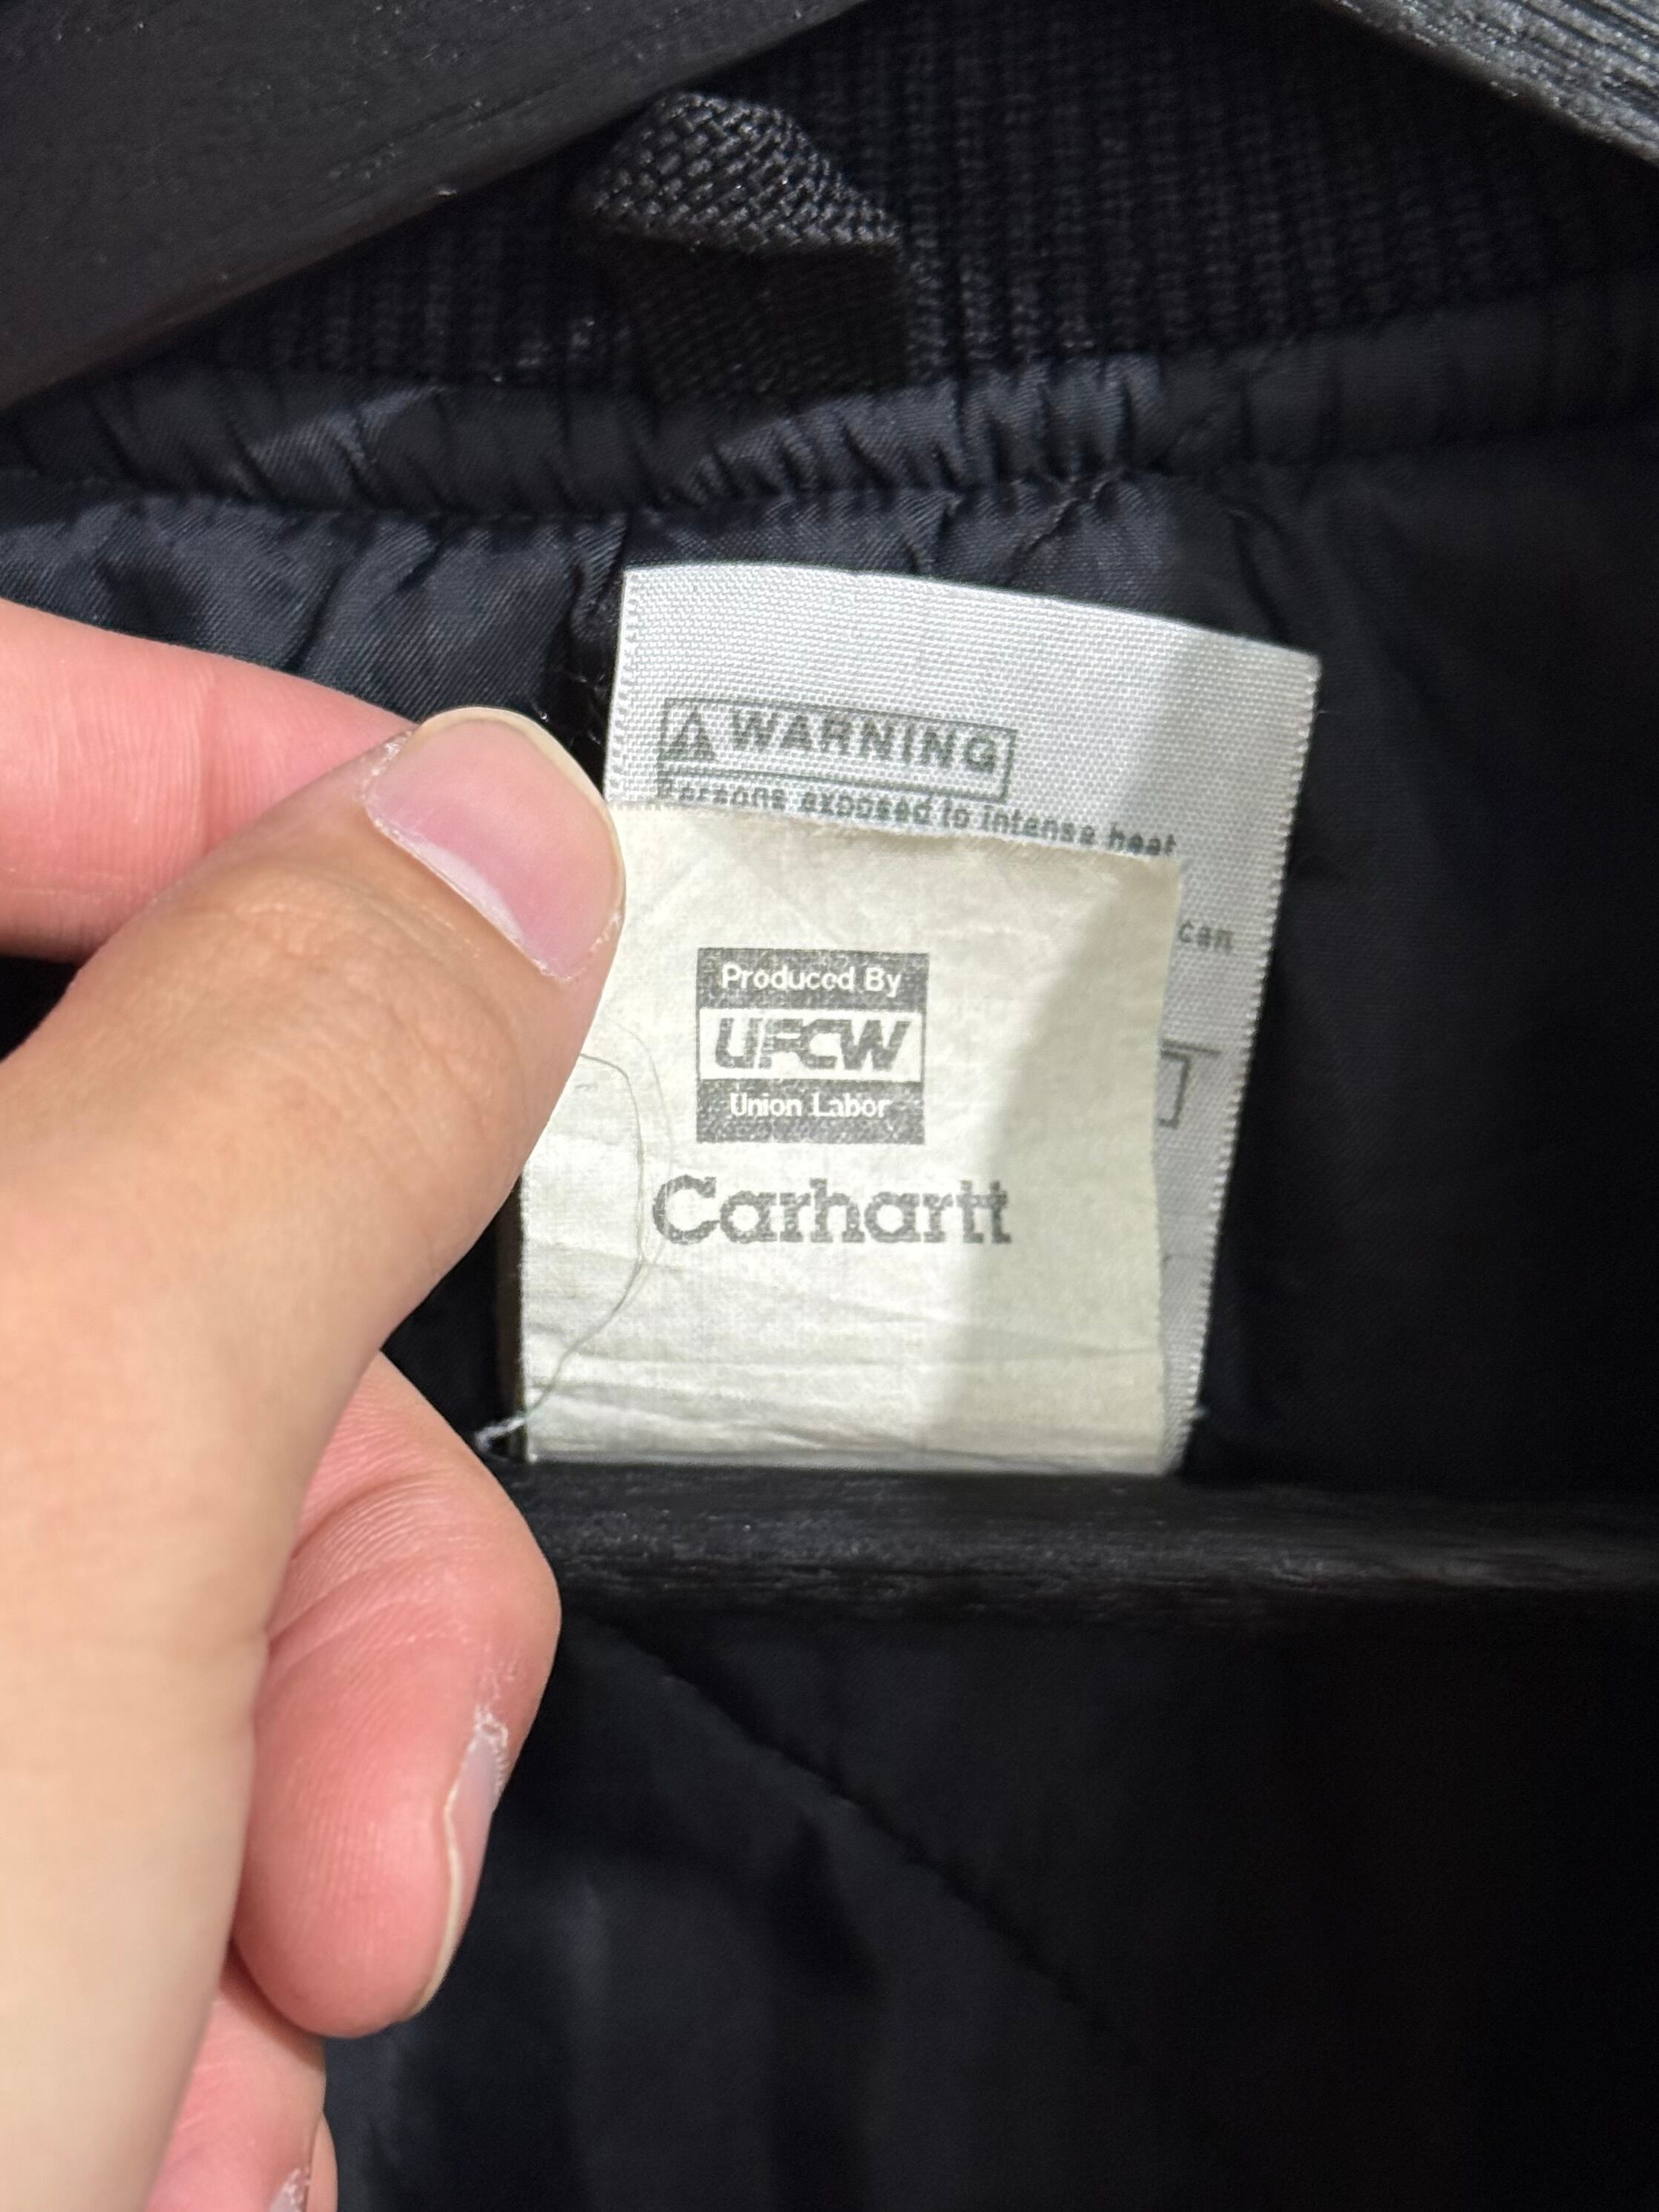 WARNING
Persons exposed to intense heat
can
Produced By
UFCW
Union Labor
Carhartt